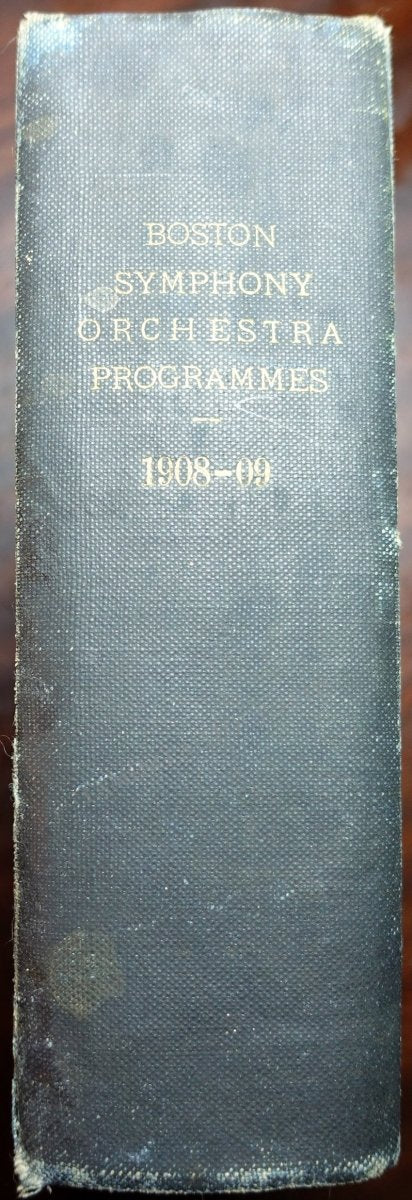 BOSTON
SYMPHONY
ORCHESTRA
PROGRAMMES
—
1908-09